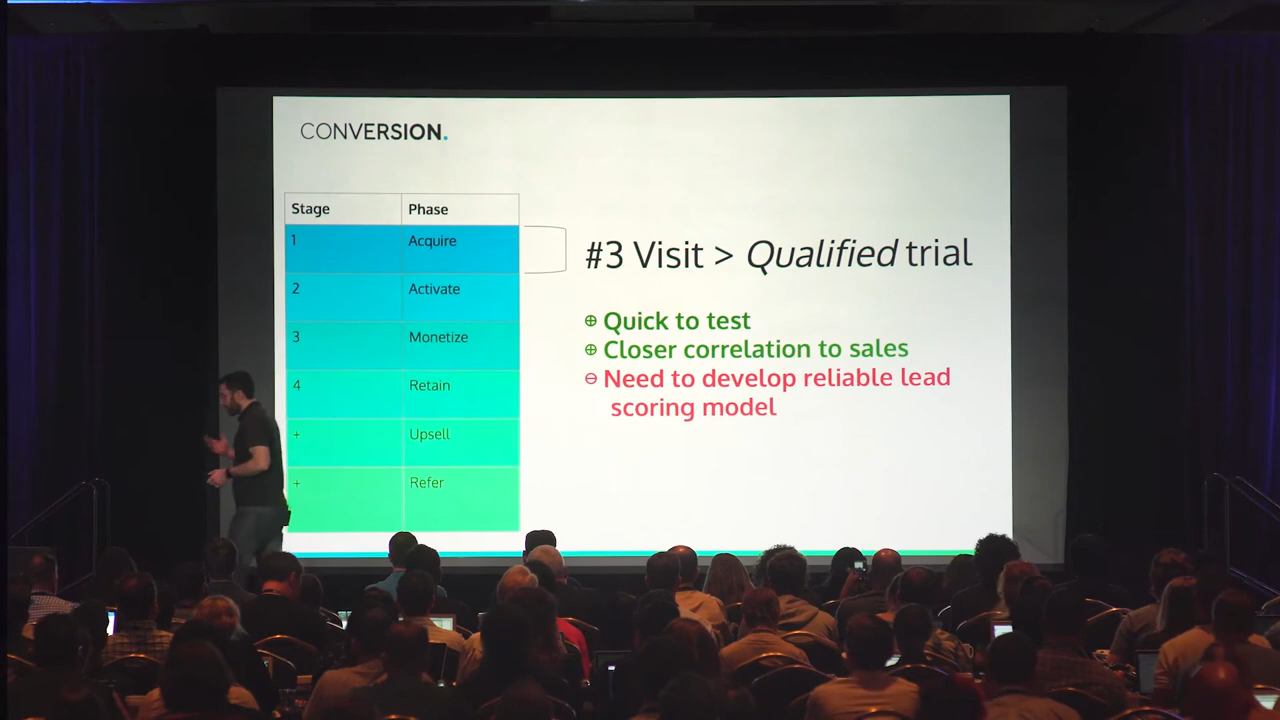 CONVERSION.
Stage Phase
1 Acquire
2 Activate
3 Monetize
4 Retain
+ Upsell
+ Refer
#3 Visit > Qualified trial
⊕ Quick to test
⊕ Closer correlation to sales
⊖ Need to develop reliable lead
scoring model